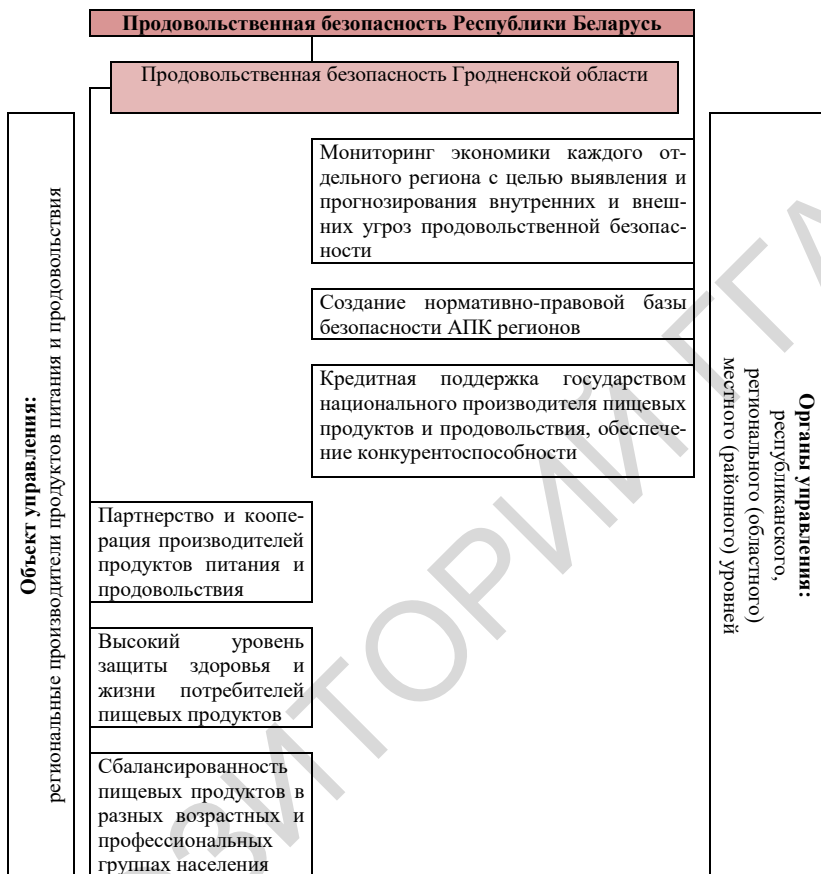 Продовольственная безопасность Республики Беларусь
Продовольственная безопасность Гродненской области
Объект управления:
региональные производители продуктов питания и продовольствия
Мониторинг экономики каждого от-
дельного региона с целью выявления и
прогнозирования внутренних и внеш-
них угроз продовольственной безопас-
ности
Создание нормативно-правовой базы
безопасности АПК регионов
Кредитная поддержка государством
национального производителя пищевых
продуктов и продовольствия, обеспече-
ние конкурентоспособности
Партнерство и коопе-
рация производителей
продуктов питания и
продовольствия
Высокий уровень
защиты здоровья и
жизни потребителей
пищевых продуктов
Сбалансированность
пищевых продуктов в
разных возрастных и
профессиональных
группах населения
Органы управления:
республиканского,
регионального (областного)
местного (районного) уровней